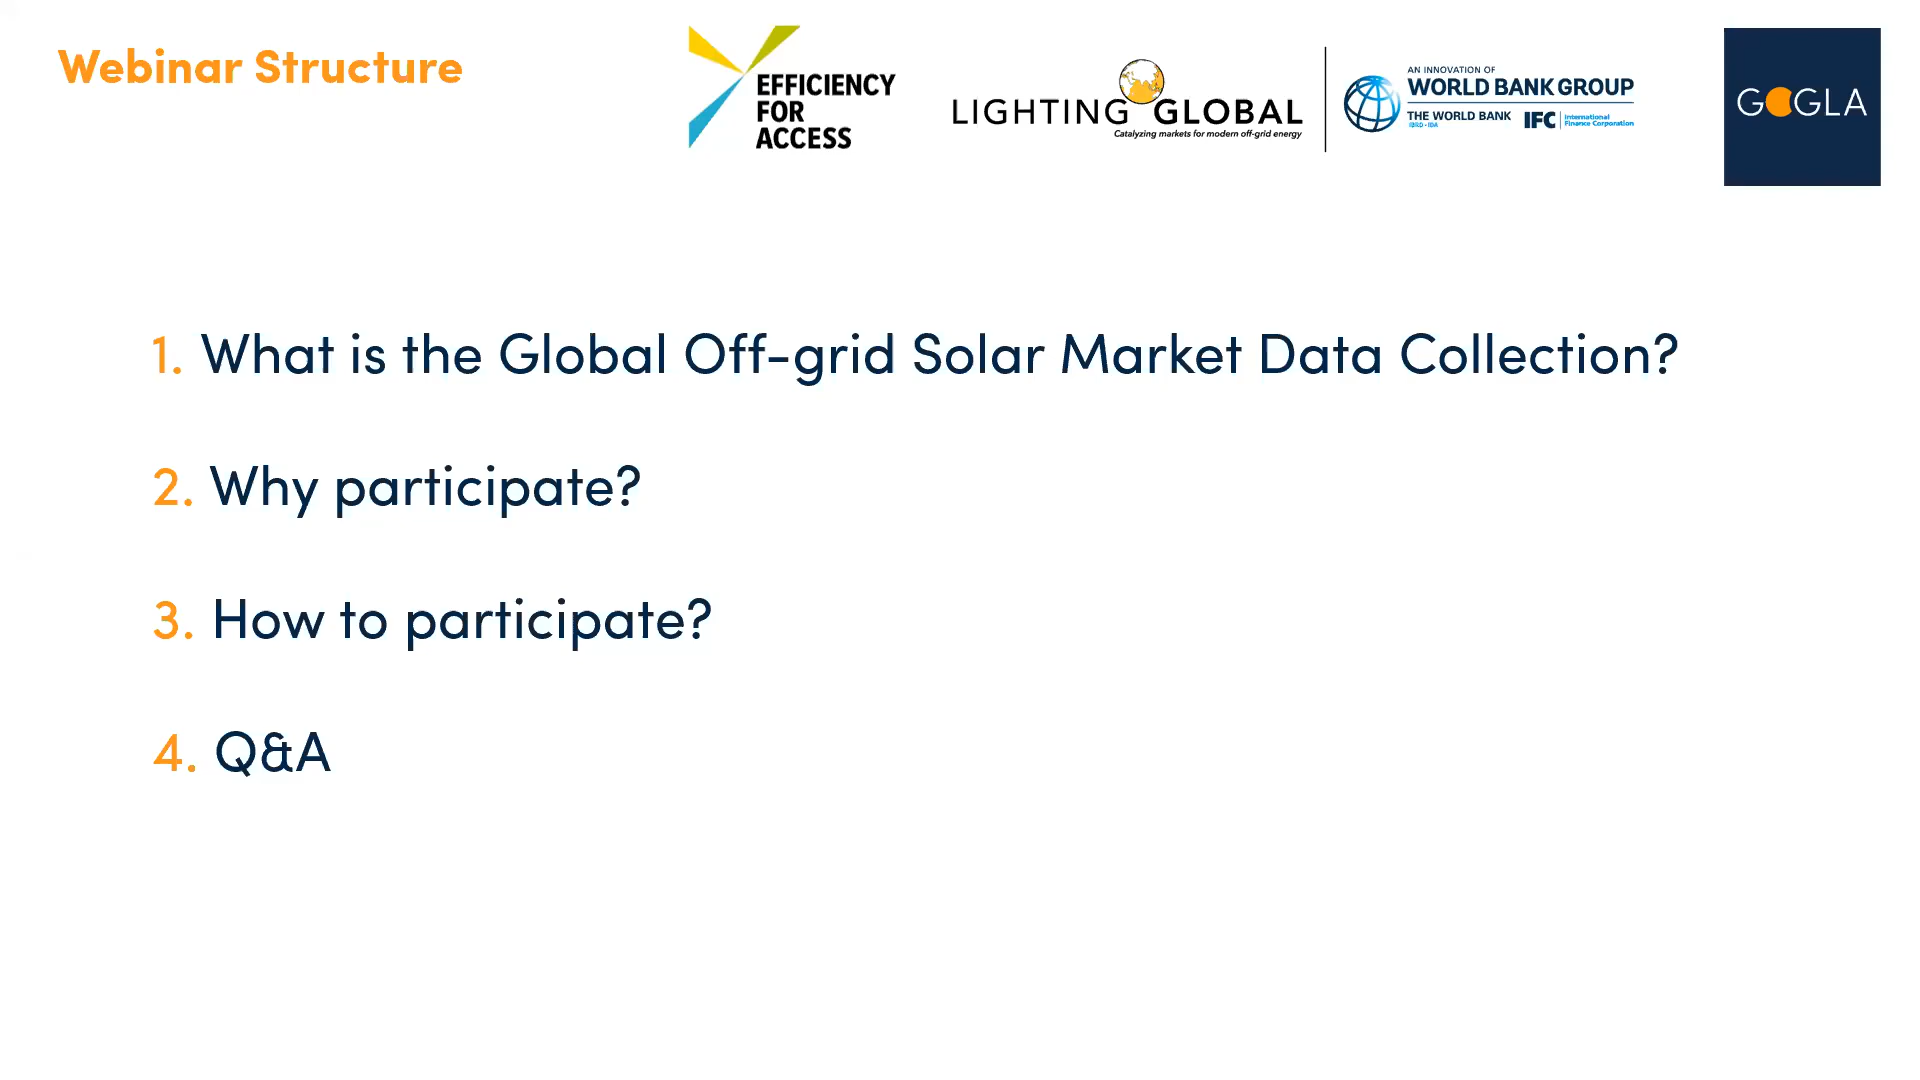 Webinar Structure
EFFICIENCY
FOR
ACCESS
LIGHTING GLOBAL
Catalyzing markets for modern off-grid energy
AN INNOVATION OF
WORLD BANK GROUP
THE WORLD BANK
IBRD • IDA
IFC
International
Finance Corporation
GOGLA
1. What is the Global Off-grid Solar Market Data Collection?
2. Why participate?
3. How to participate?
4. Q&A